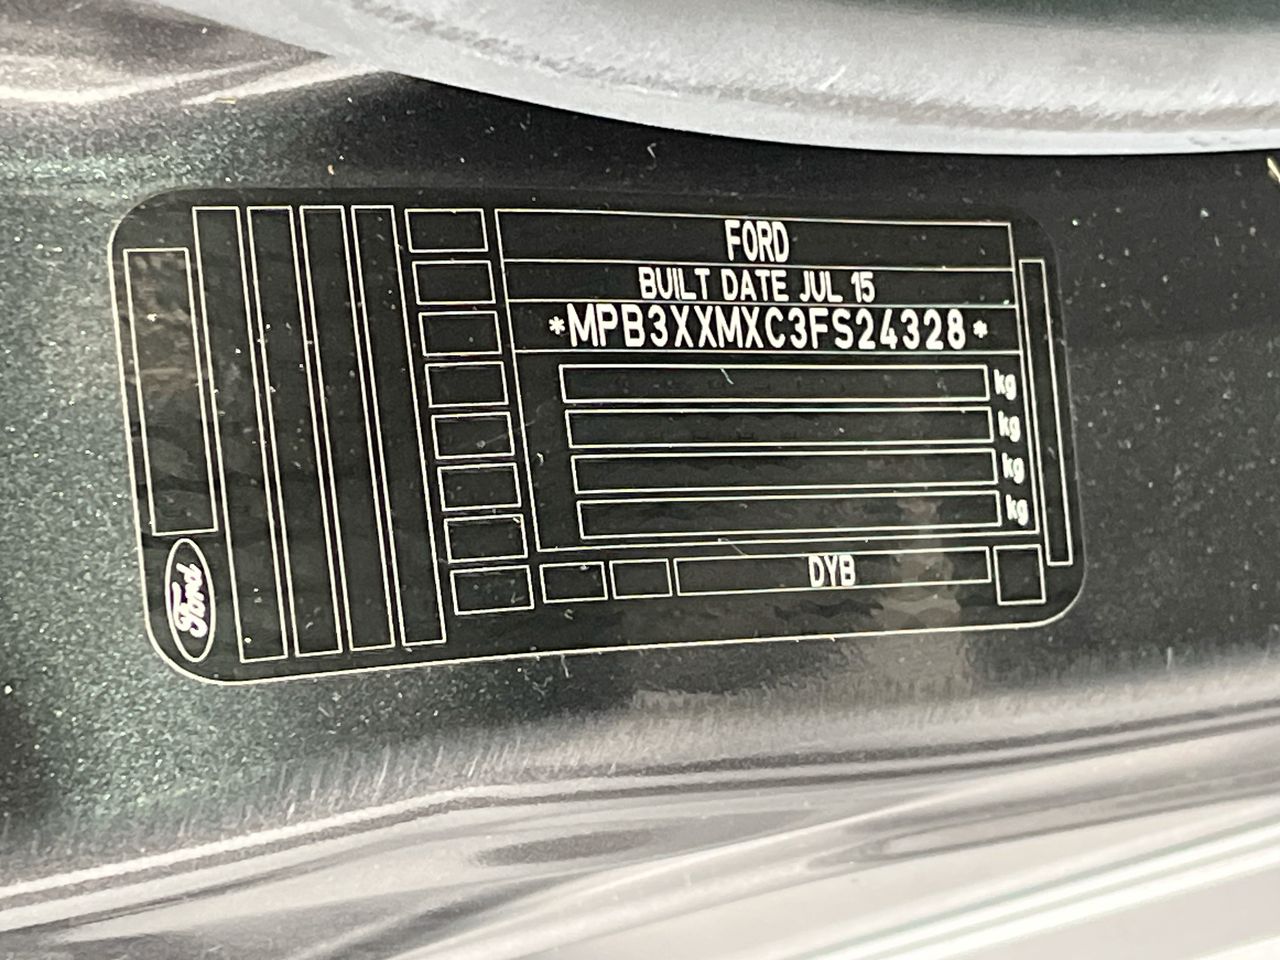 FORD
BUILT DATE JUL 15
*MPB3XXMXC3FS24328*
kg
kg
kg
kg
DYB
Ford